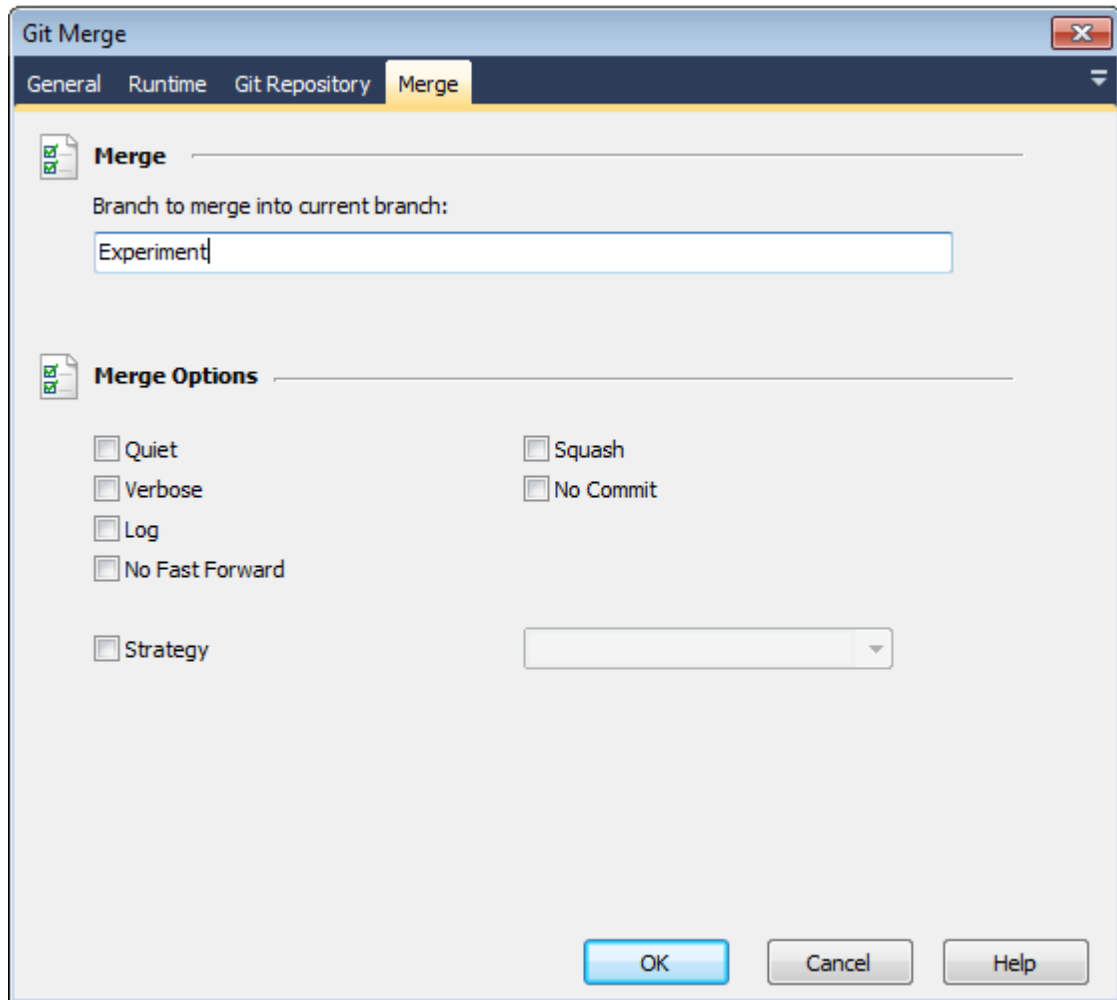 Git Merge
General Runtime Git Repository Merge
Merge
Branch to merge into current branch:
Experiment
Merge Options
Quiet Squash
Verbose No Commit
Log
No Fast Forward
Strategy
OK Cancel Help